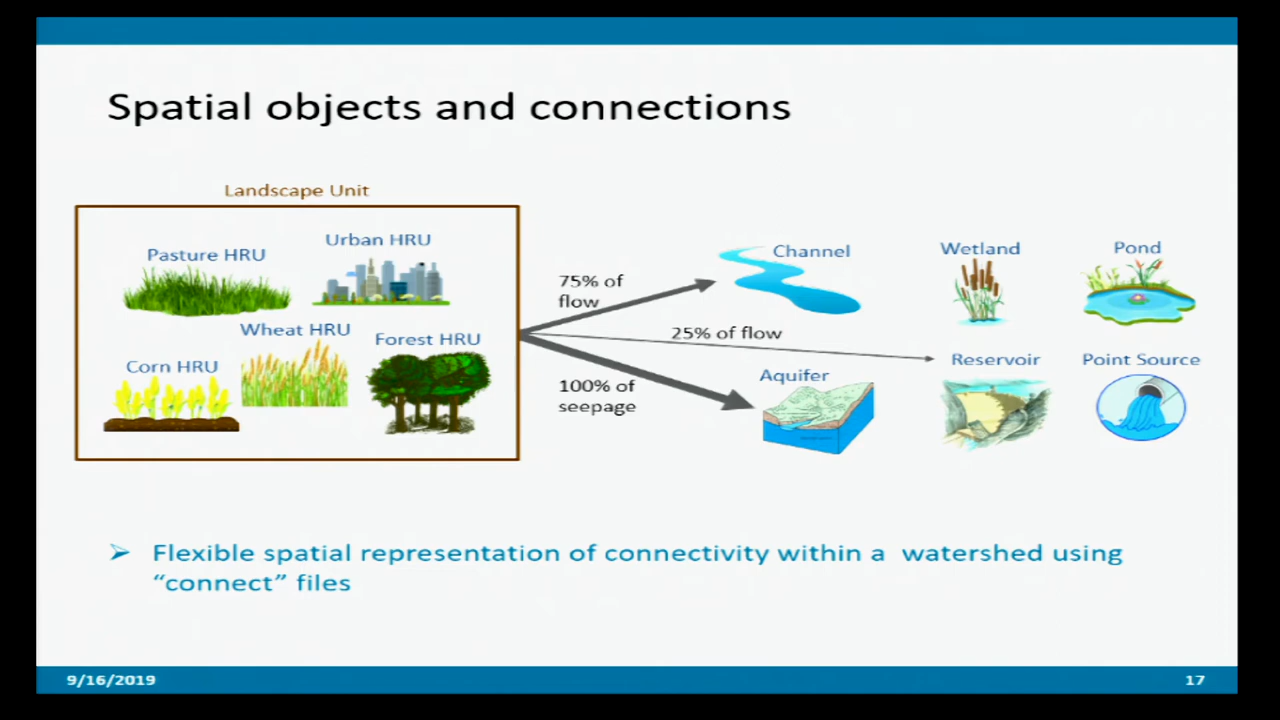 Spatial objects and connections
Landscape Unit
Pasture HRU
Urban HRU
Wheat HRU
Forest HRU
Corn HRU
75% of
flow
25% of flow
100% of
seepage
Channel
Wetland
Pond
Aquifer
Reservoir
Point Source
➢ Flexible spatial representation of connectivity within a watershed using
“connect” files
9/16/2019
17